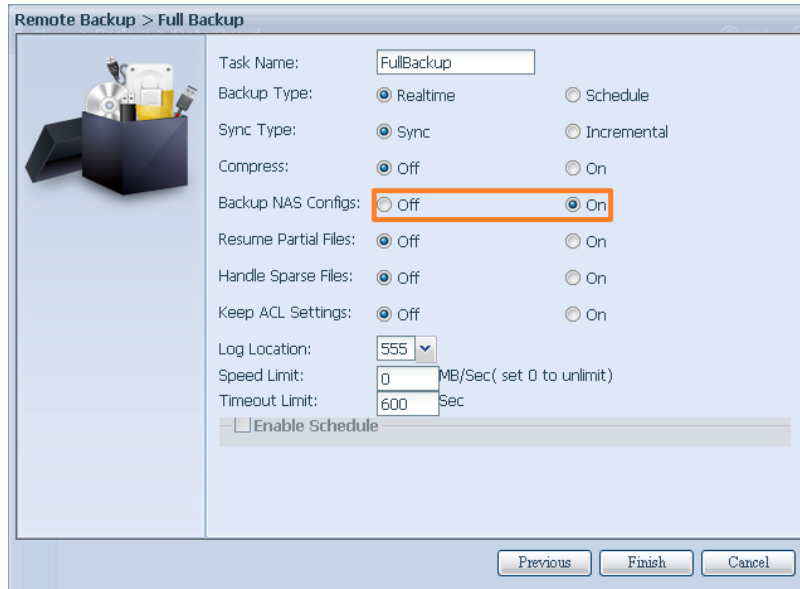 Remote Backup > Full Backup
Task Name: FullBackup
Backup Type: Realtime Schedule
Sync Type: Sync Incremental
Compress: Off On
Backup NAS Configs: Off On
Resume Partial Files: Off On
Handle Sparse Files: Off On
Keep ACL Settings: Off On
Log Location: 555
Speed Limit: 0 MB/Sec( set 0 to unlimit)
Timeout Limit: 600 Sec
Enable Schedule
Previous Finish Cancel